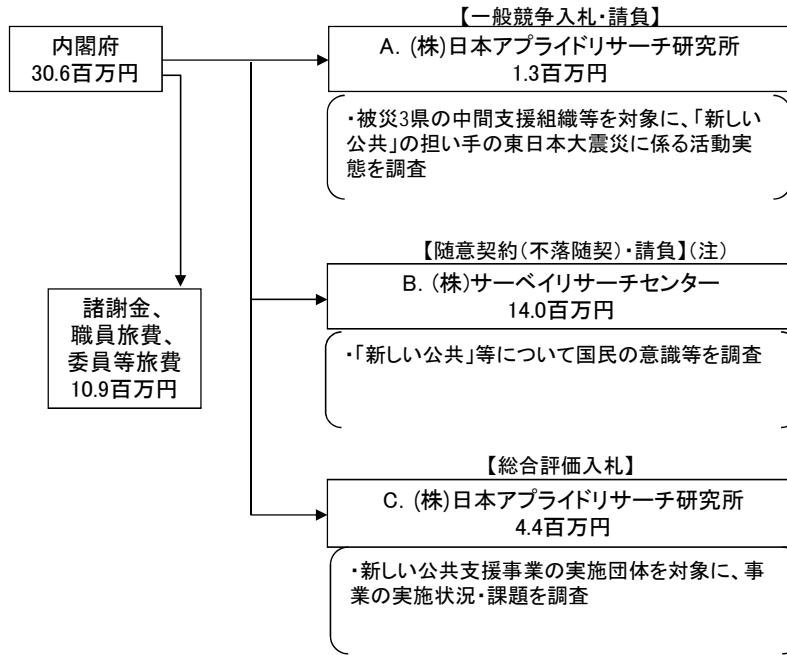 内閣府
30.6百万円
【一般競争入札・請負】
A. (株)日本アプライドリサーチ研究所
1.3百万円
・被災3県の中間支援組織等を対象に、「新しい
公共」の担い手の東日本大震災に係る活動実
態を調査
諸謝金、
職員旅費、
委員等旅費
10.9百万円
【随意契約(不落随契)・請負】(注)
B. (株)サーベイリサーチセンター
14.0百万円
・「新しい公共」等について国民の意識等を調査
【総合評価入札】
C. (株)日本アプライドリサーチ研究所
4.4百万円
・新しい公共支援事業の実施団体を対象に、事
業の実施状況・課題を調査